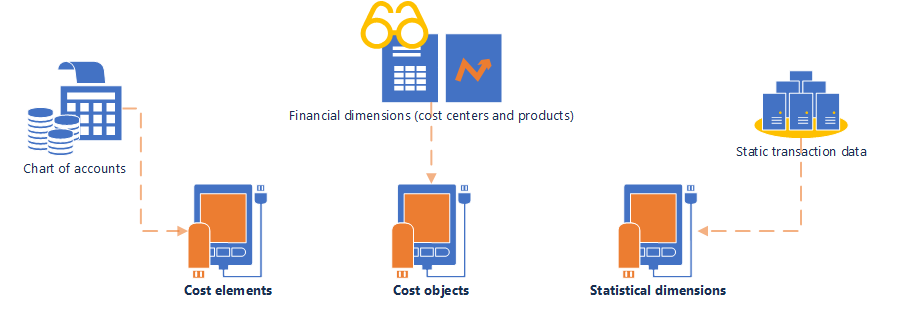 Financial dimensions (cost centers and products)
Chart of accounts
Static transaction data
Cost elements
Cost objects
Statistical dimensions